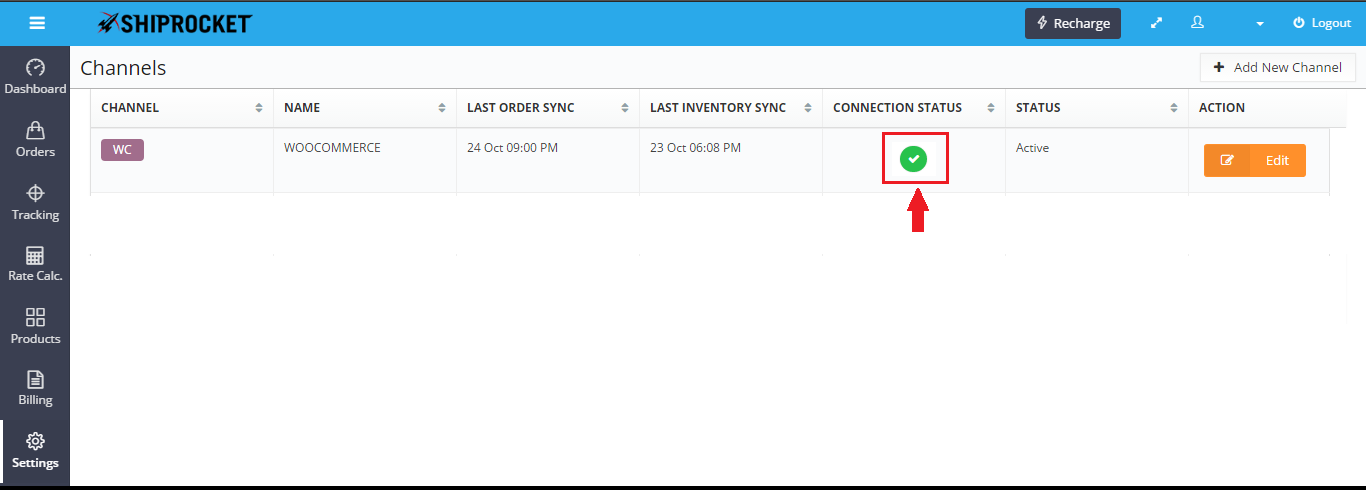 SHIPROCKET
Recharge
Logout
Dashboard
Orders
Tracking
Rate Calc.
Products
Billing
Settings
Channels
Add New Channel
CHANNEL NAME LAST ORDER SYNC LAST INVENTORY SYNC CONNECTION STATUS STATUS ACTION
WC WOOCOMMERCE 24 Oct 09:00 PM 23 Oct 06:08 PM Active Edit